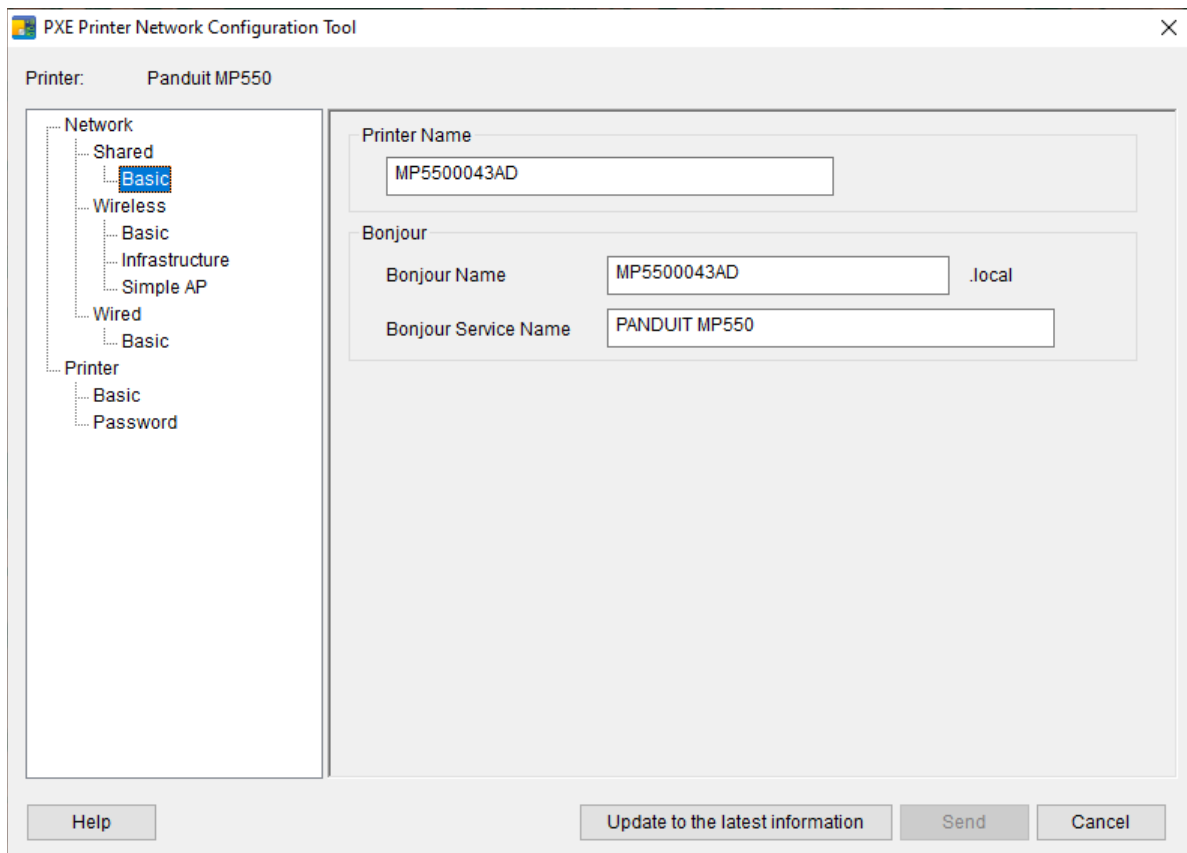 PXE Printer Network Configuration Tool
Printer: Panduit MP550
Network
Shared
Basic
Wireless
Basic
Infrastructure
Simple AP
Wired
Basic
Printer
Basic
Password
Printer Name
MP5500043AD
Bonjour
Bonjour Name MP5500043AD .local
Bonjour Service Name PANDUIT MP550
Help Update to the latest information Send Cancel